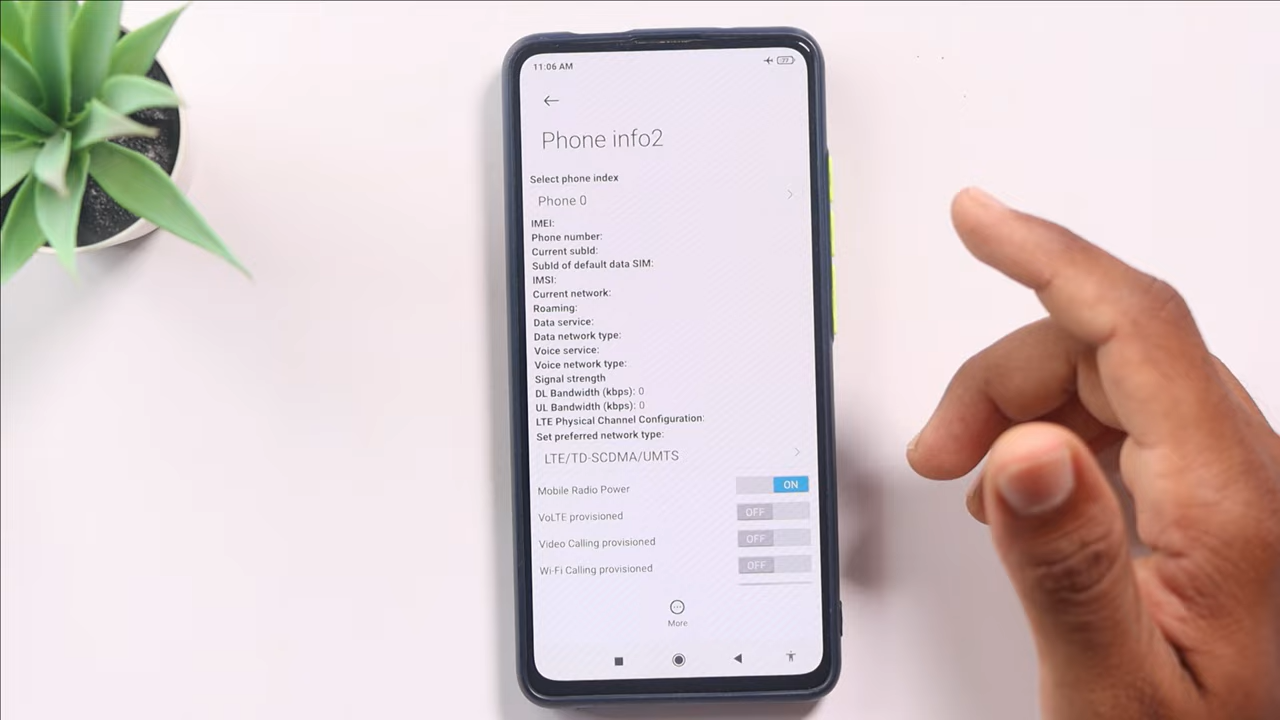 11:06 AM
Phone info2
Select phone index
Phone 0
IMEI:
Phone number:
Current subId:
SubId of default data SIM:
IMSI:
Current network:
Roaming:
Data service:
Data network type:
Voice service:
Voice network type:
Signal strength
DL Bandwidth (kbps): 0
UL Bandwidth (kbps): 0
LTE Physical Channel Configuration:
Set preferred network type:
LTE/TD-SCDMA/UMTS
Mobile Radio Power ON
VoLTE provisioned OFF
Video Calling provisioned OFF
Wi-Fi Calling provisioned OFF
More